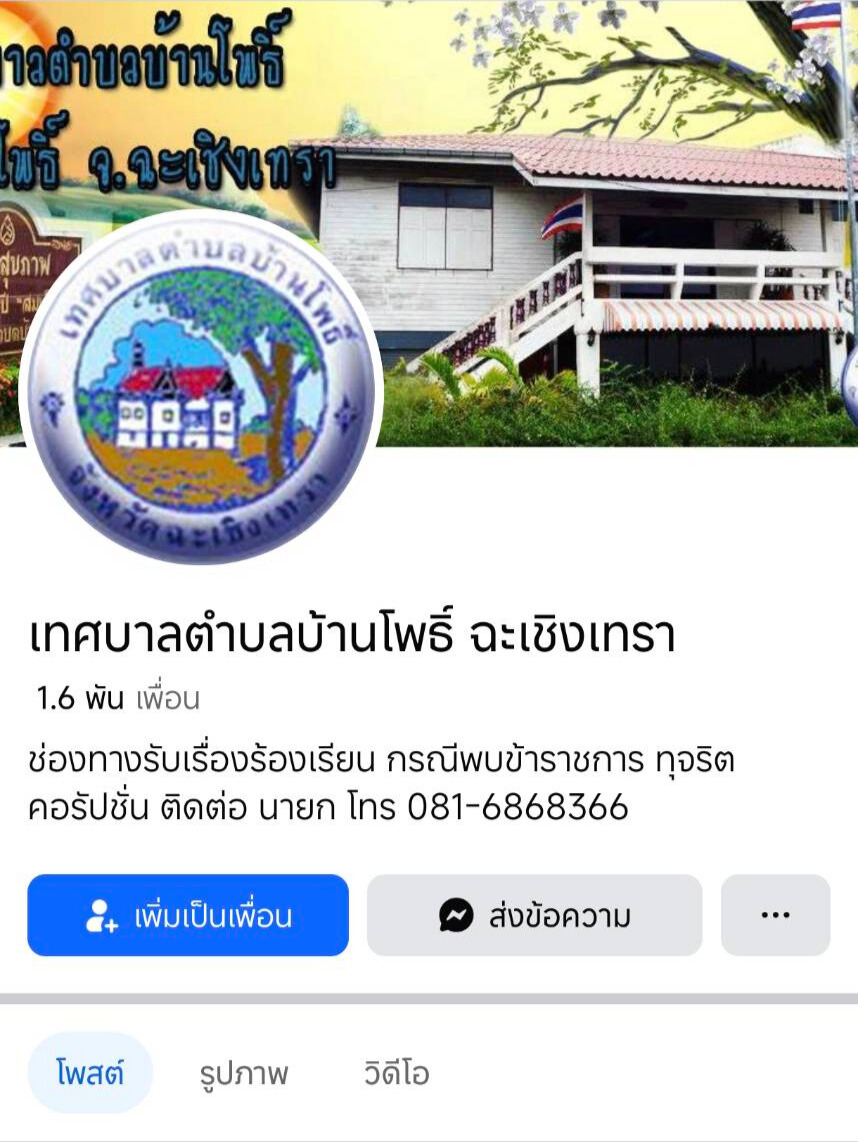 าลตำบลบ้านโพธิ์
โพธิ์ จ.ฉะเชิงเทรา
สุขภาพ
เทศบาลตำบลบ้านโพธิ์
จังหวัดฉะเชิงเทรา
เทศบาลตำบลบ้านโพธิ์ ฉะเชิงเทรา
1.6 พัน เพื่อน
ช่องทางรับเรื่องร้องเรียน กรณีพบข้าราชการ ทุจริต
คอรัปชั่น ติดต่อ นายก โทร 081-6868366
เพิ่มเป็นเพื่อน
ส่งข้อความ
โพสต์ รูปภาพ วิดีโอ